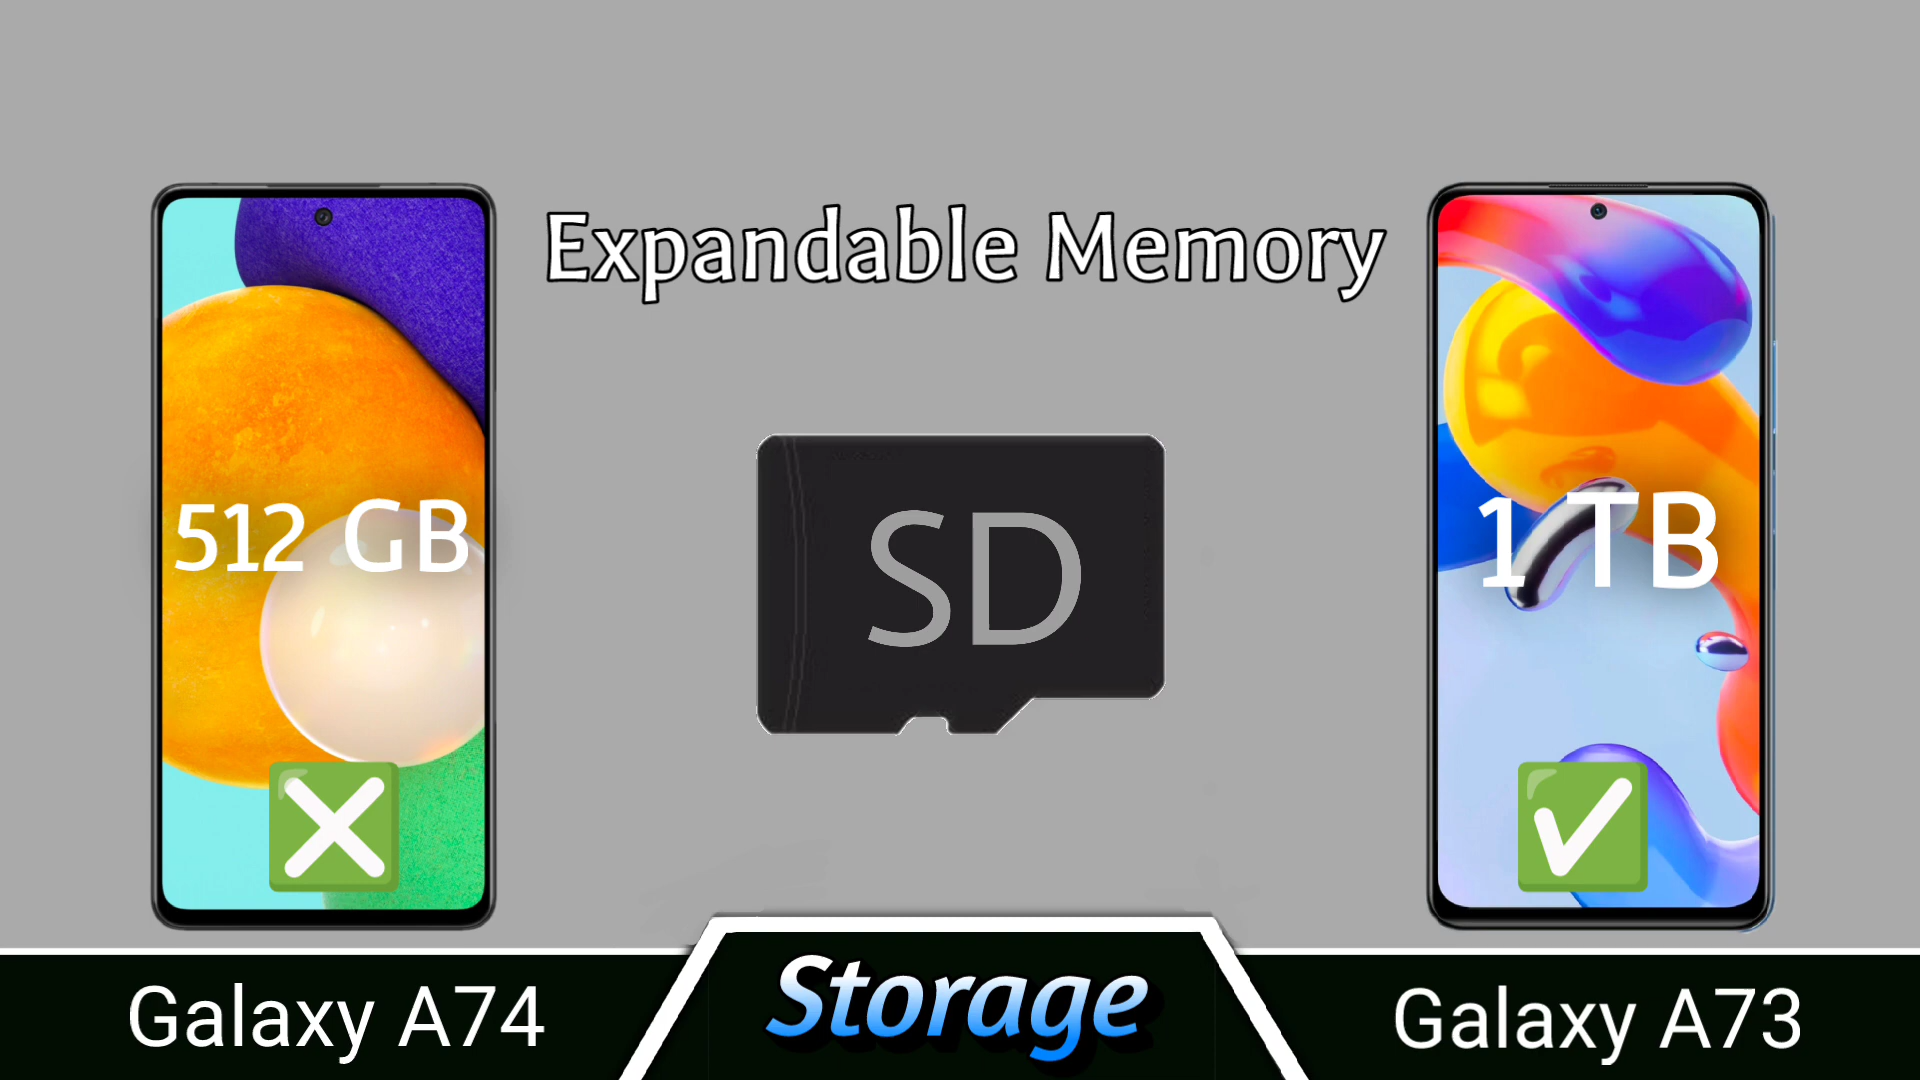 Expandable Memory
512 GB
SD
1 TB
Galaxy A74
Storage
Galaxy A73